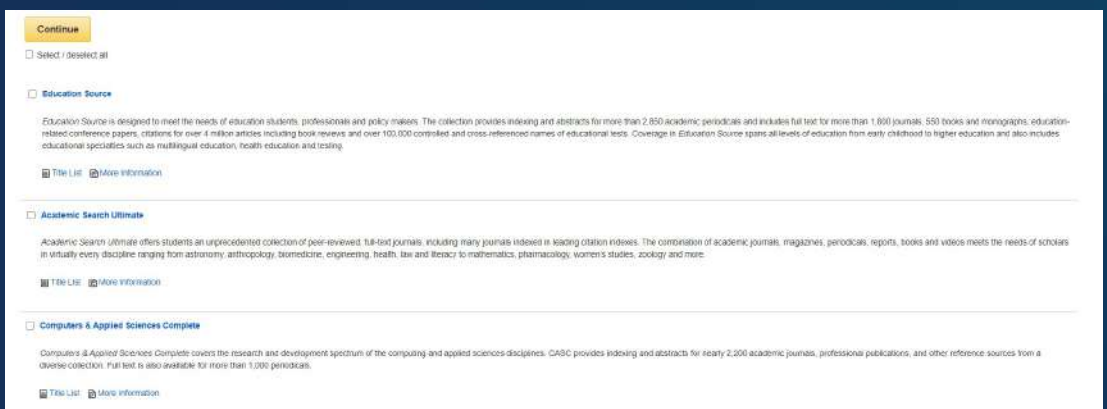 Continue
Select / deselect all
Education Source
Education Source is designed to meet the needs of education students, professionals and policy makers. The collection provides indexing and abstracts for more than 2,850 academic periodicals and includes full text for more than 1,800 journals, 550 books and monographs, education-
related conference papers, citations for over 4 million articles including book reviews and over 100,000 controlled and cross-referenced names of educational tests. Coverage in Education Source spans all levels of education from early childhood to higher education and also includes
educational specialties such as multilingual education, health education and testing.
Title List More Information
Academic Search Ultimate
Academic Search Ultimate offers students an unprecedented collection of peer-reviewed, full-text journals, including many journals indexed in leading citation indexes. The combination of academic journals, magazines, periodicals, reports, books and videos meets the needs of scholars
in virtually every discipline ranging from astronomy, anthropology, biomedicine, engineering, health, law and literacy to mathematics, pharmacology, women's studies, zoology and more.
Title List More Information
Computers & Applied Sciences Complete
Computers & Applied Sciences Complete covers the research and development spectrum of the computing and applied sciences disciplines. CASC provides indexing and abstracts for nearly 2,200 academic journals, professional publications, and other reference sources from a
diverse collection. Full text is also available for more than 1,000 periodicals.
Title List More Information